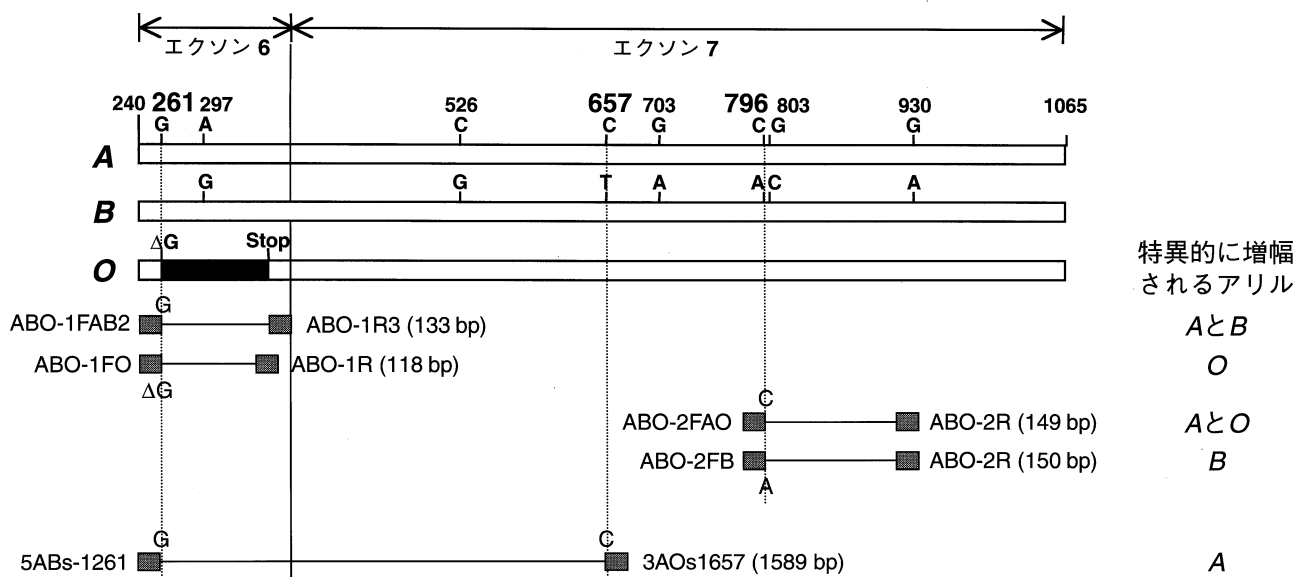 エクソン 6 エクソン 7
240 261 297 526 657 703 796 803 930 1065
G A C C G C G G
A
G G T A A C A
B
ΔG Stop
O
特異的に増幅
されるアリル
G
ABO-1FAB2 ABO-1R3 (133 bp) AとB
ABO-1FO ABO-1R (118 bp) O
ΔG
C
ABO-2FAO ABO-2R (149 bp) AとO
ABO-2FB ABO-2R (150 bp) B
A
G C
5ABs-1261 3AOs1657 (1589 bp) A